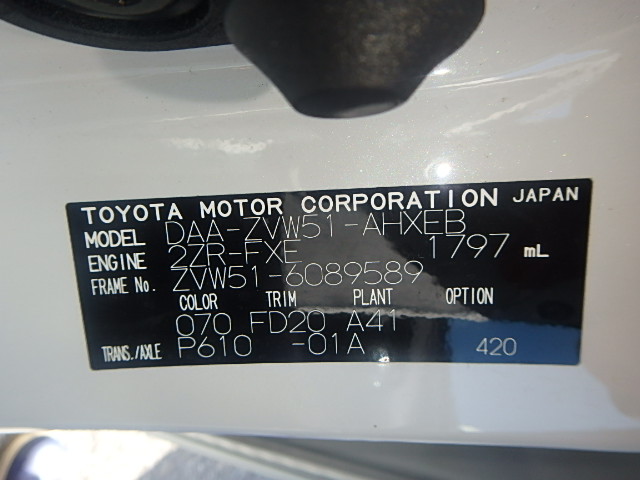 TOYOTA MOTOR CORPORATION JAPAN
MODEL DAA-ZVW51-AHXEB
ENGINE 2ZR-FXE 1797 mL
FRAME No. ZVW51-6089589
COLOR TRIM PLANT OPTION
070 FD20 A41
TRANS./AXLE P610 -01A 420